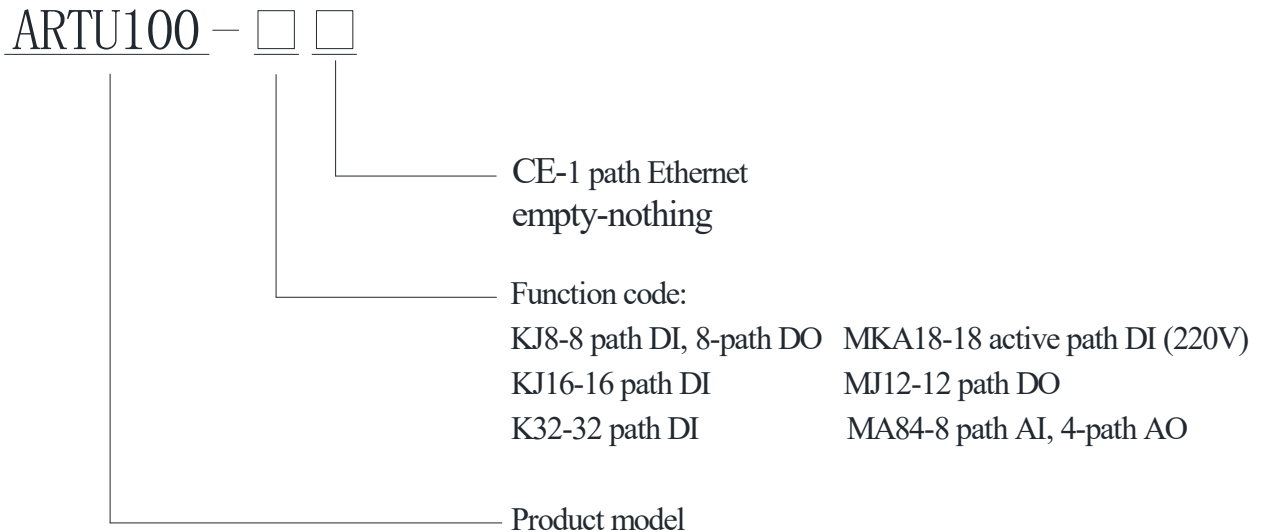 ARTU100-□□
CE-1 path Ethernet
empty-nothing
Function code:
KJ8-8 path DI, 8-path DO MKA18-18 active path DI (220V)
KJ16-16 path DI MJ12-12 path DO
K32-32 path DI MA84-8 path AI, 4-path AO
Product model